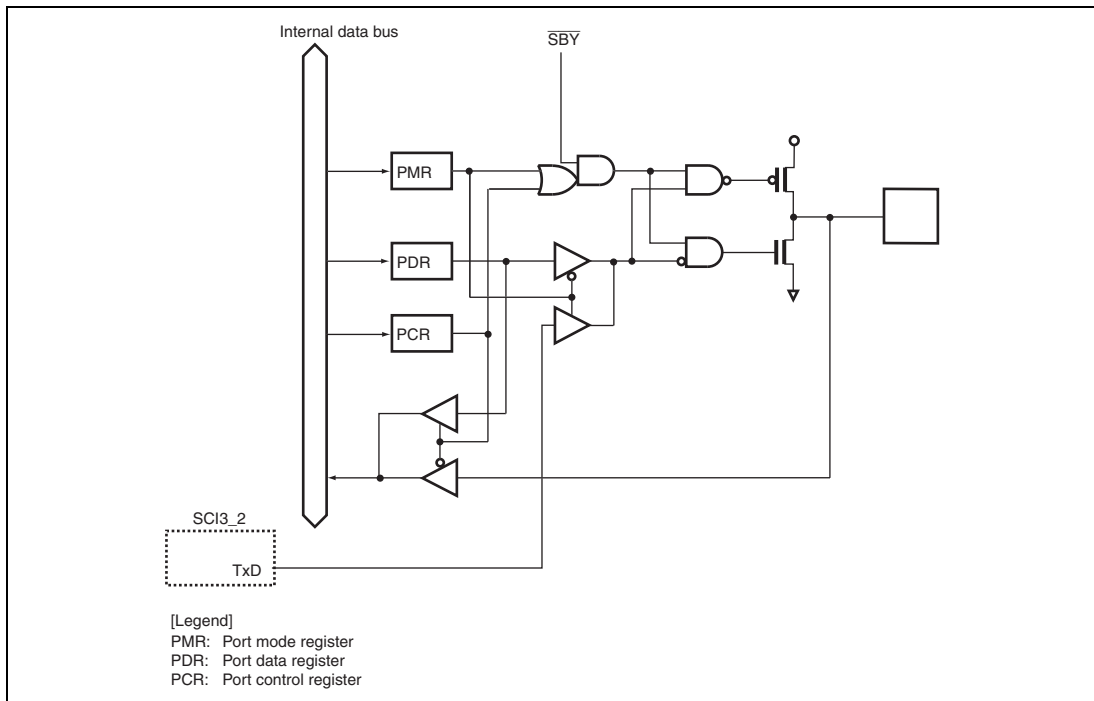 Internal data bus
SBY
PMR
PDR
PCR
SCI3_2
TxD
[Legend]
PMR: Port mode register
PDR: Port data register
PCR: Port control register